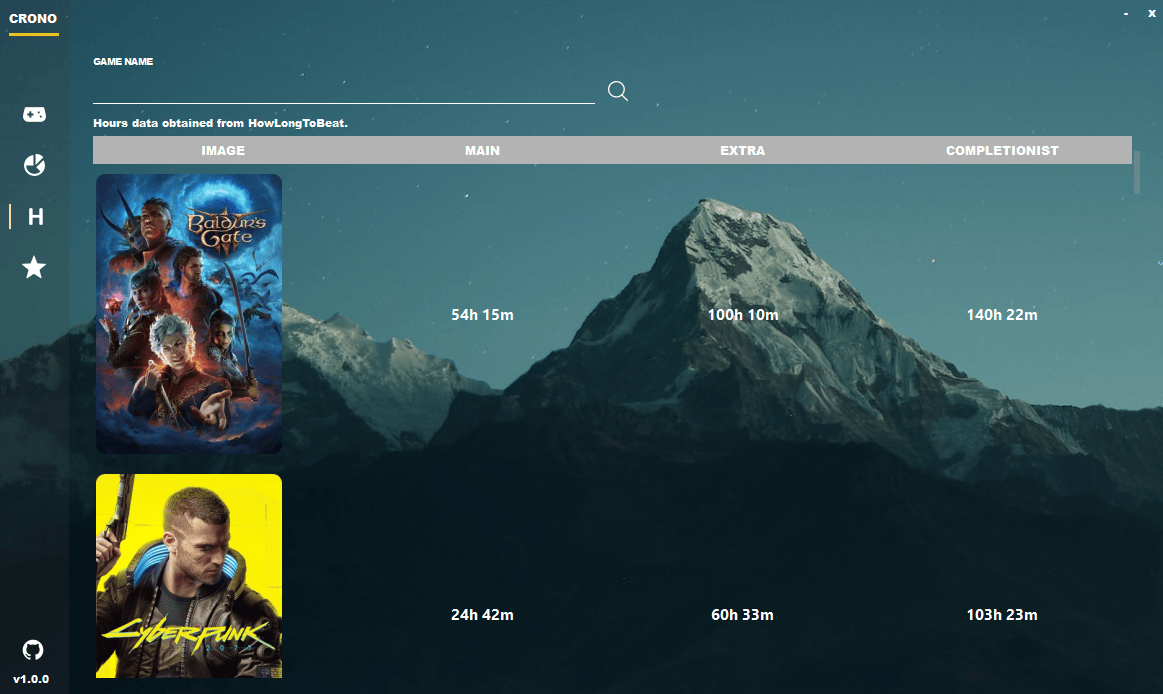 CRONO
-
x
GAME NAME
Hours data obtained from HowLongToBeat.
IMAGE MAIN EXTRA COMPLETIONIST
H
Baldur's
Gate
54h 15m 100h 10m 140h 22m
24h 42m 60h 33m 103h 23m
Cyberpunk
2077
v1.0.0